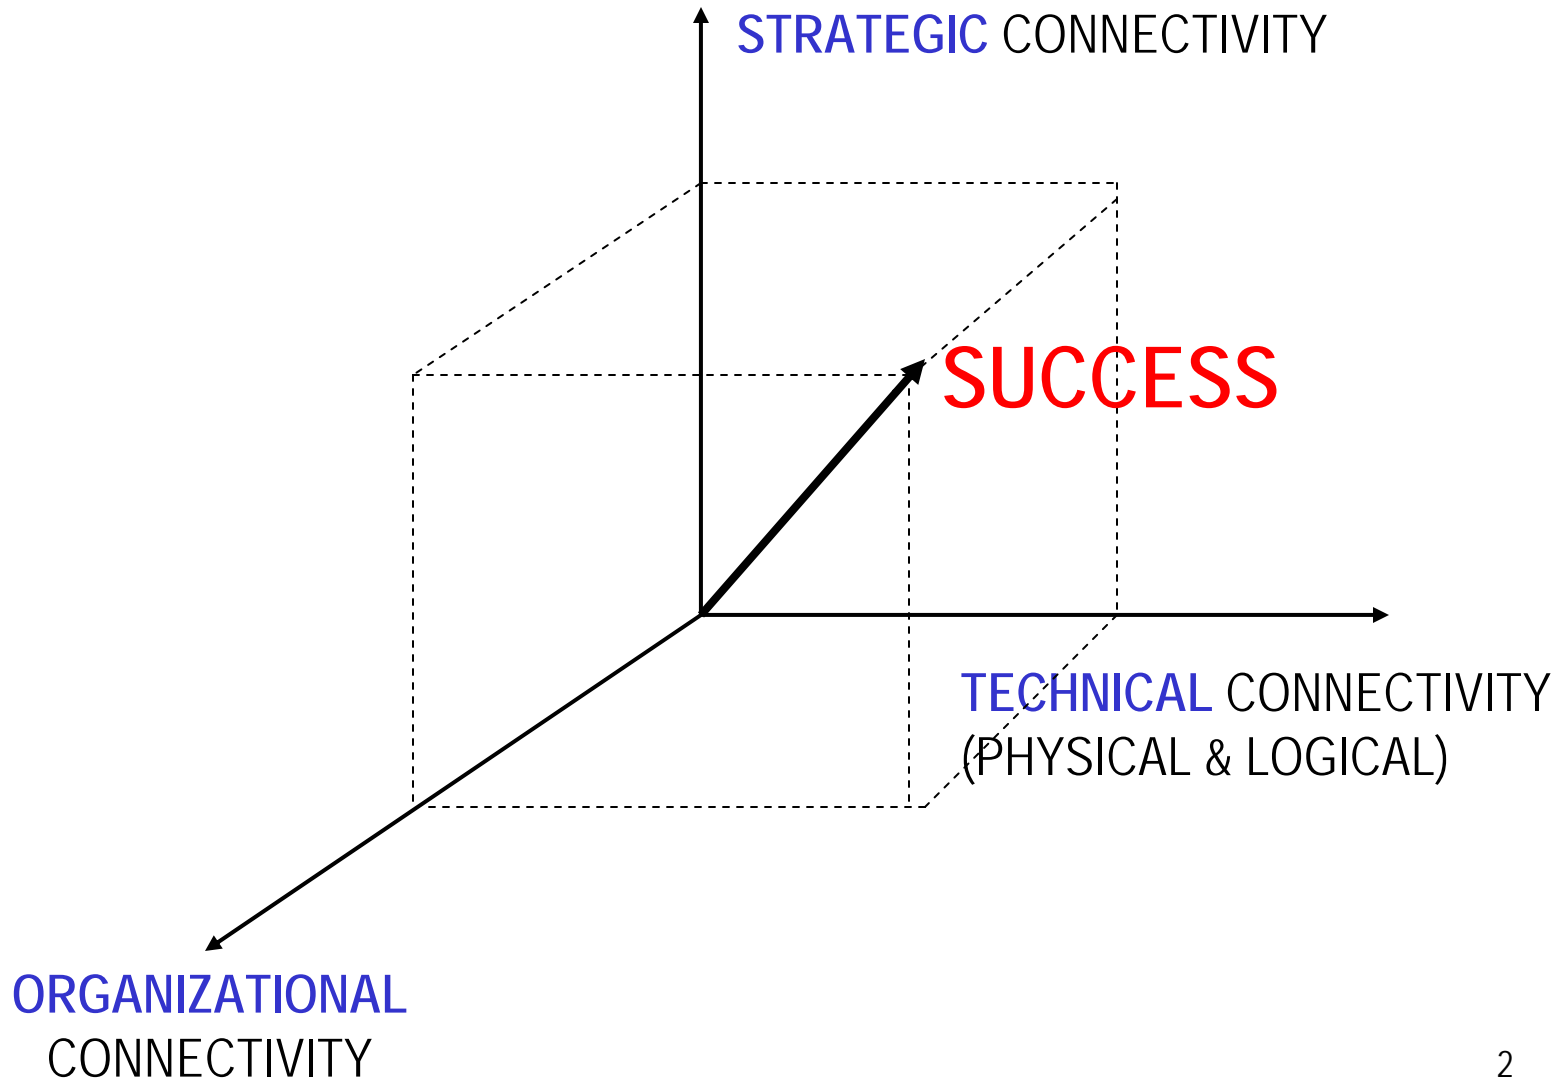 STRATEGIC CONNECTIVITY
SUCCESS
TECHNICAL CONNECTIVITY
(PHYSICAL & LOGICAL)
ORGANIZATIONAL
CONNECTIVITY
2